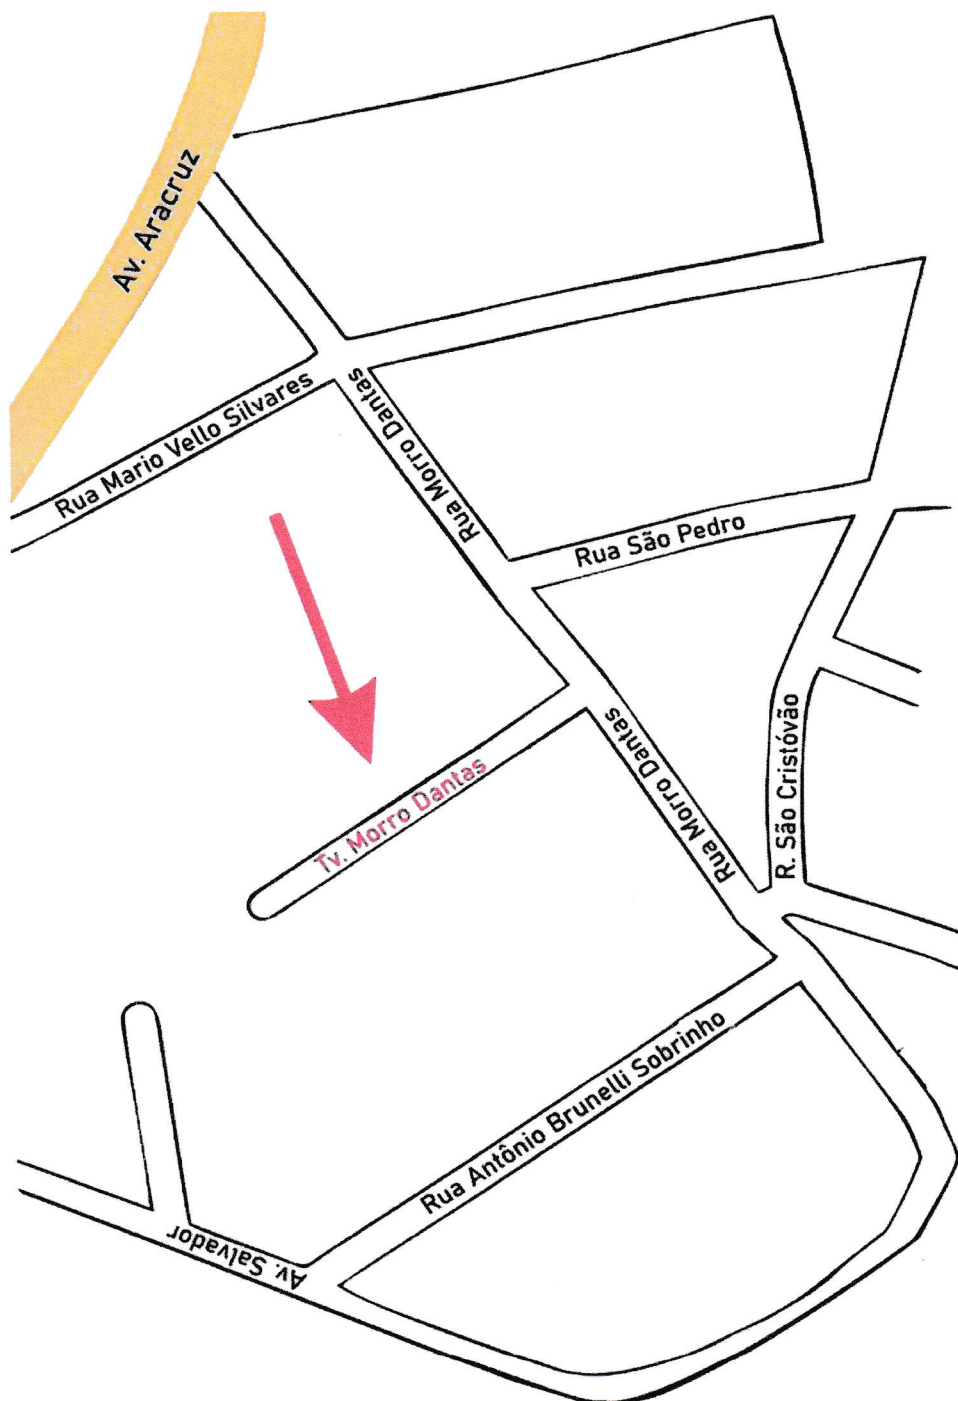 Av. Aracruz
Rua Mario Vello Silvares
Rua Morro Dantas
Rua São Pedro
Rua Morro Dantas
R. São Cristóvão
Tv. Morro Dantas
Rua Antônio Brunelli Sobrinho
Av. Salvador